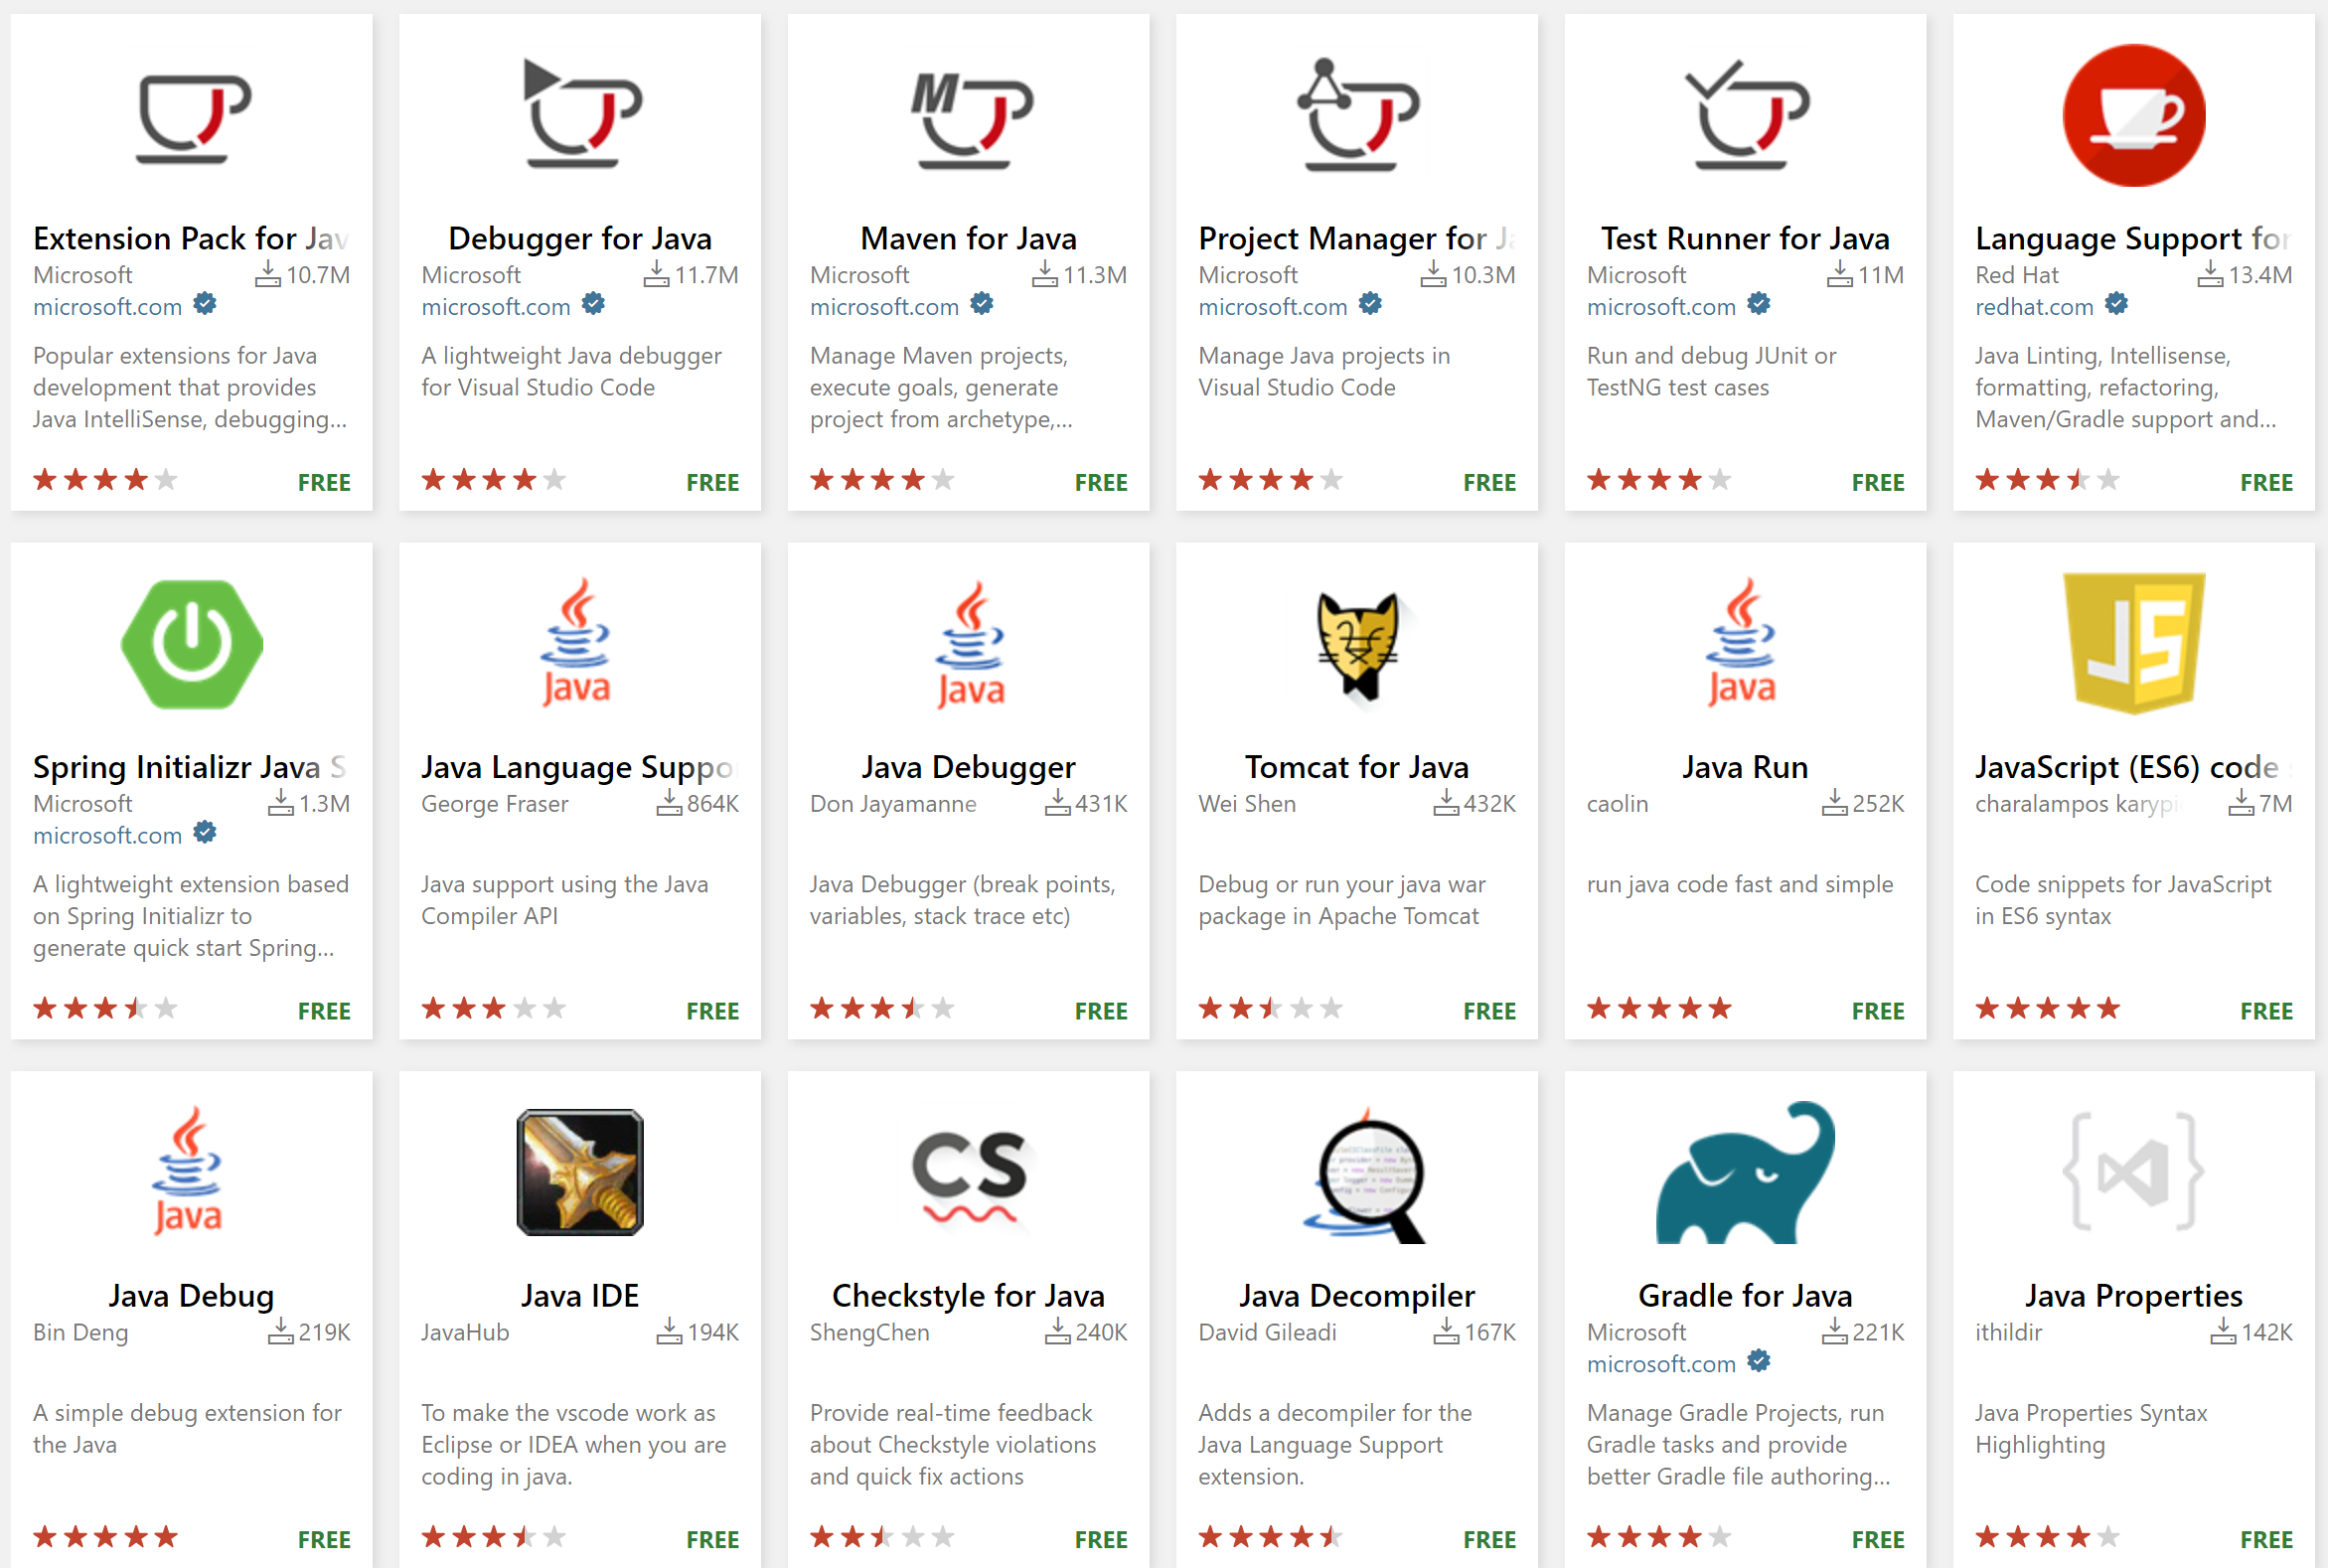 Extension Pack for Jav
Microsoft 10.7M
microsoft.com
Popular extensions for Java
development that provides
Java IntelliSense, debugging...
FREE
Debugger for Java
Microsoft 11.7M
microsoft.com
A lightweight Java debugger
for Visual Studio Code
FREE
M
Maven for Java
Microsoft 11.3M
microsoft.com
Manage Maven projects,
execute goals, generate
project from archetype,...
FREE
Project Manager for Ja
Microsoft 10.3M
microsoft.com
Manage Java projects in
Visual Studio Code
FREE
Test Runner for Java
Microsoft 11M
microsoft.com
Run and debug JUnit or
TestNG test cases
FREE
Language Support for
Red Hat 13.4M
redhat.com
Java Linting, Intellisense,
formatting, refactoring,
Maven/Gradle support and...
FREE
Spring Initializr Java S
Microsoft 1.3M
microsoft.com
A lightweight extension based
on Spring Initializr to
generate quick start Spring...
FREE
Java
Java Language Suppo
George Fraser 864K
Java support using the Java
Compiler API
FREE
Java
Java Debugger
Don Jayamanne 431K
Java Debugger (break points,
variables, stack trace etc)
FREE
Tomcat for Java
Wei Shen 432K
Debug or run your java war
package in Apache Tomcat
FREE
Java
Java Run
caolin 252K
run java code fast and simple
FREE
JS
JavaScript (ES6) code
charalampos karypi 7M
Code snippets for JavaScript
in ES6 syntax
FREE
Java
Java Debug
Bin Deng 219K
A simple debug extension for
the Java
FREE
Java IDE
JavaHub 194K
To make the vscode work as
Eclipse or IDEA when you are
coding in java.
FREE
CS
Checkstyle for Java
ShengChen 240K
Provide real-time feedback
about Checkstyle violations
and quick fix actions
FREE
Java Decompiler
David Gileadi 167K
Adds a decompiler for the
Java Language Support
extension.
FREE
Gradle for Java
Microsoft 221K
microsoft.com
Manage Gradle Projects, run
Gradle tasks and provide
better Gradle file authoring...
FREE
Java Properties
ithildir 142K
Java Properties Syntax
Highlighting
FREE